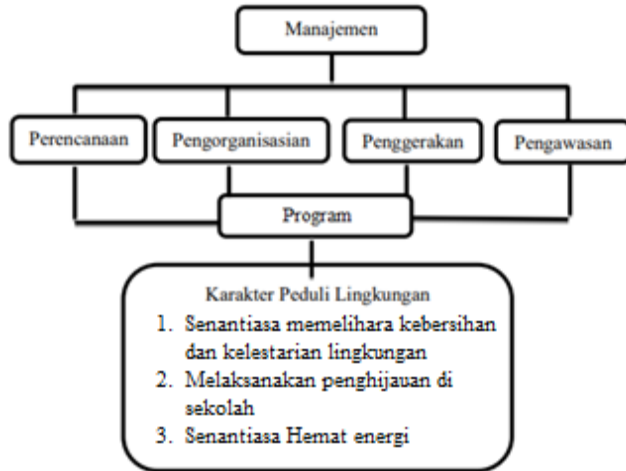 Manajemen
Perencanaan
Pengorganisasian
Penggerakan
Pengawasan
Program
Karakter Peduli Lingkungan
1. Senantiasa memelihara kebersihan
dan kelestarian lingkungan
2. Melaksanakan penghijauan di
sekolah
3. Senantiasa Hemat energi